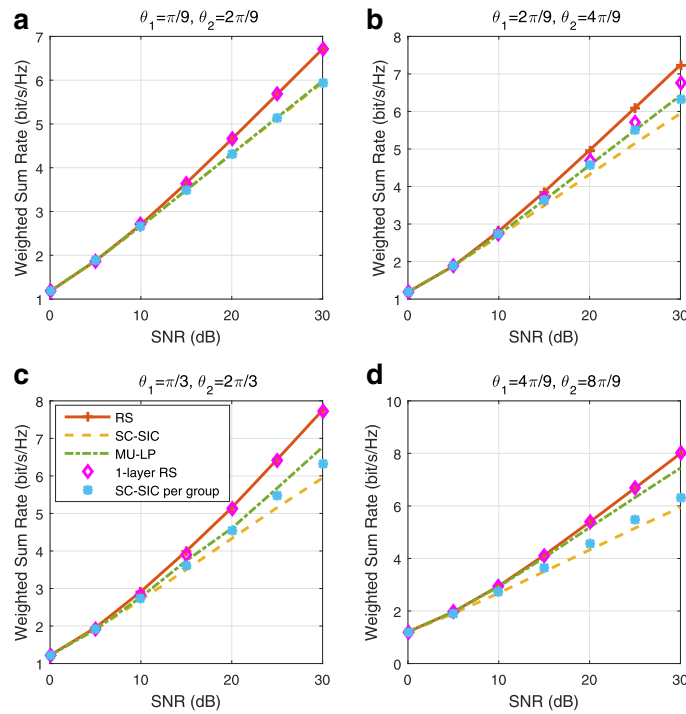 a
θ1=π/9, θ2=2π/9
7
6
5
4
3
2
1
0 10 20 30
SNR (dB)
Weighted Sum Rate (bit/s/Hz)
b
θ1=2π/9, θ2=4π/9
8
7
6
5
4
3
2
1
0 10 20 30
SNR (dB)
Weighted Sum Rate (bit/s/Hz)
c
θ1=π/3, θ2=2π/3
8
7
6
5
4
3
2
1
0 10 20 30
SNR (dB)
Weighted Sum Rate (bit/s/Hz)
RS
SC-SIC
MU-LP
1-layer RS
SC-SIC per group
d
θ1=4π/9, θ2=8π/9
10
8
6
4
2
0
0 10 20 30
SNR (dB)
Weighted Sum Rate (bit/s/Hz)